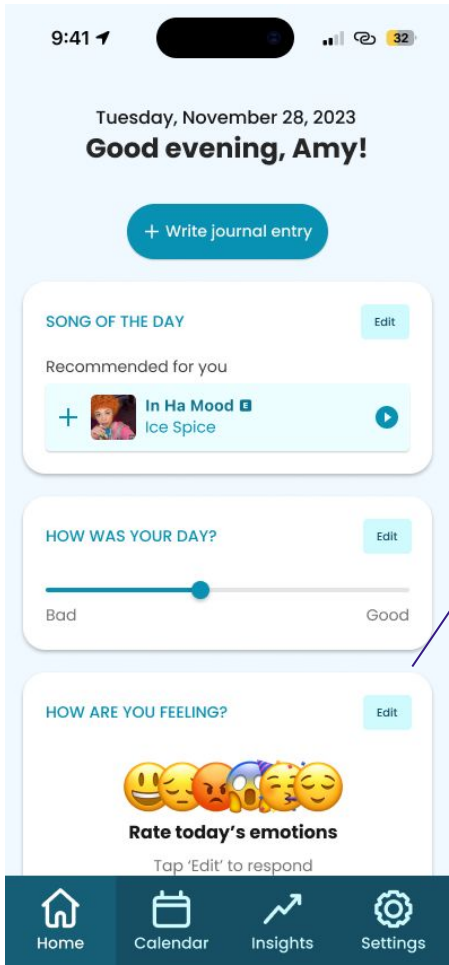 9:41
32
Tuesday, November 28, 2023
Good evening, Amy!
+ Write journal entry
SONG OF THE DAY
Edit
Recommended for you
+ In Ha Mood E
Ice Spice
HOW WAS YOUR DAY?
Edit
Bad Good
HOW ARE YOU FEELING?
Edit
Rate today's emotions
Tap 'Edit' to respond
Home Calendar Insights Settings